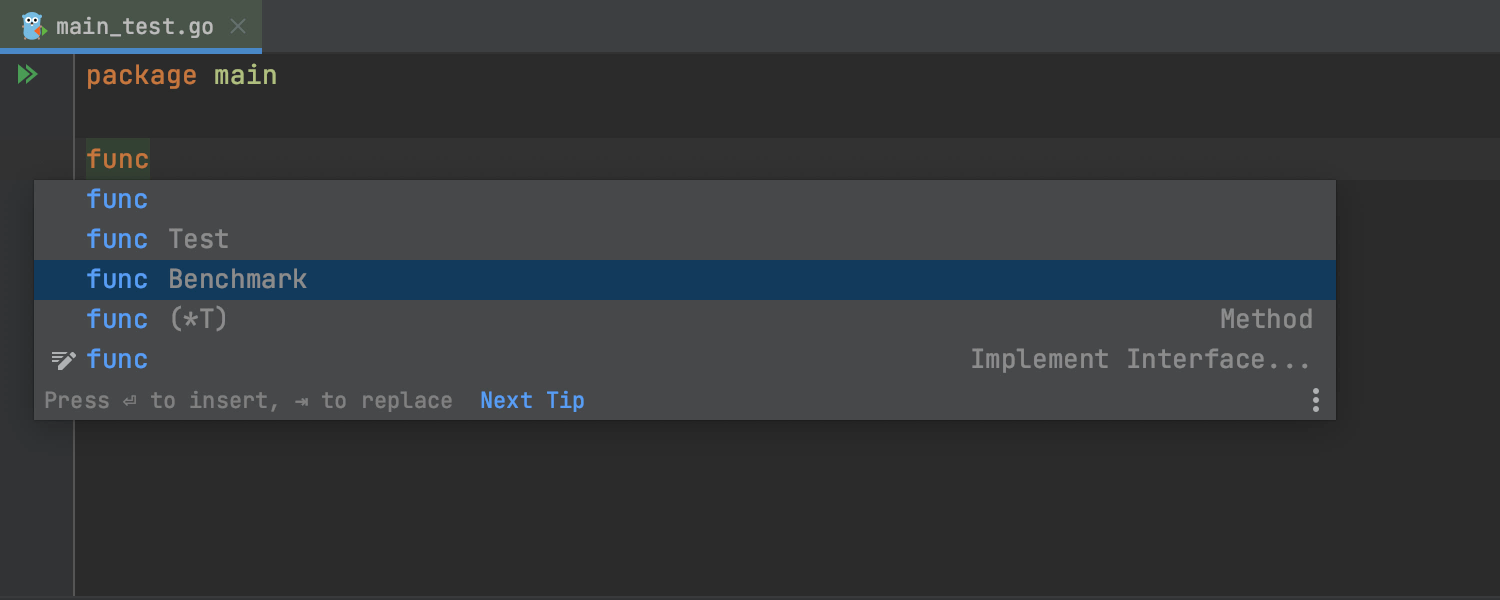 main_test.go
package main
func
func
func Test
func Benchmark
func (*T) Method
func Implement Interface...
Press ⏎ to insert, ⇥ to replace Next Tip